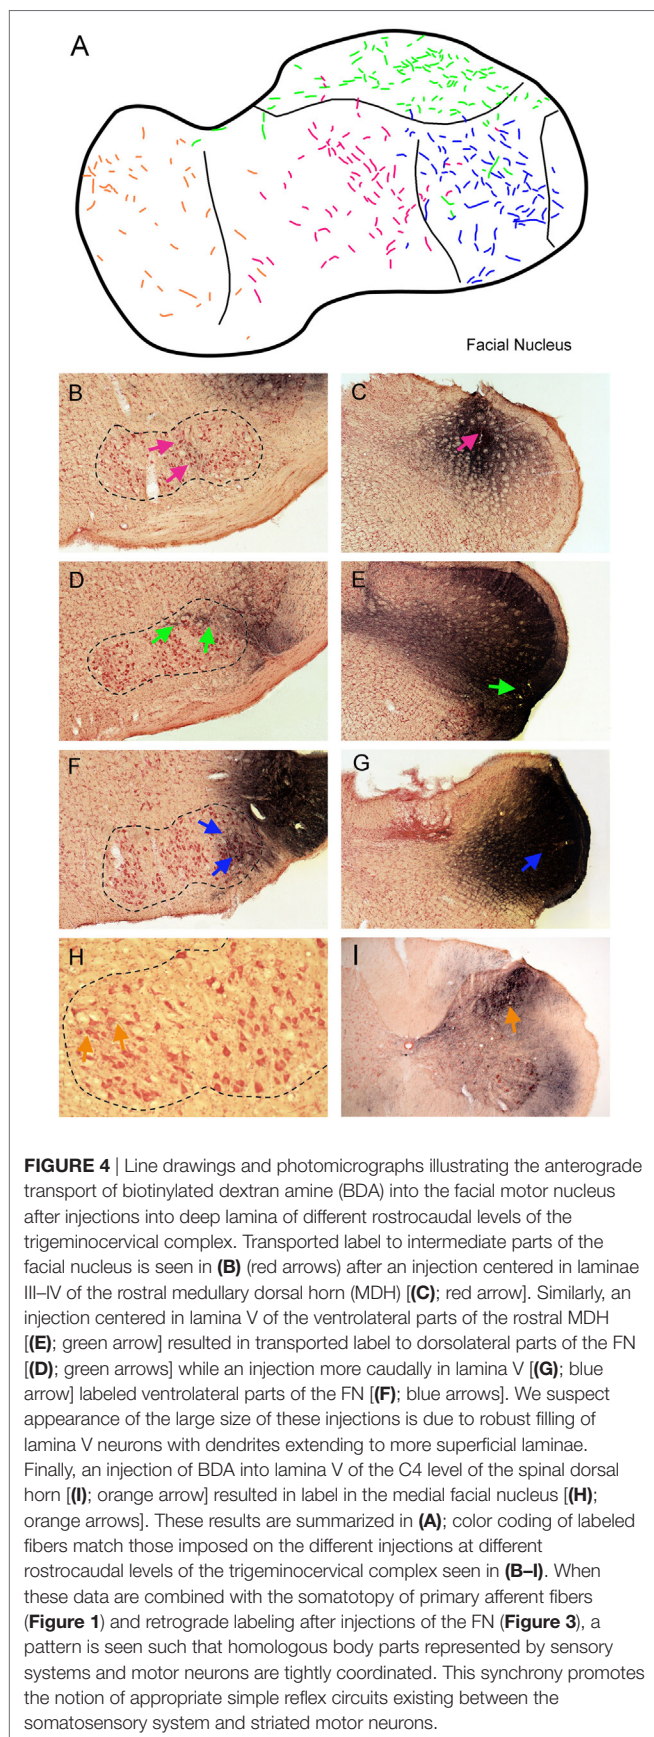 A
Facial Nucleus
B
C
D
E
F
G
H
I
FIGURE 4 | Line drawings and photomicrographs illustrating the anterograde
transport of biotinylated dextran amine (BDA) into the facial motor nucleus
after injections into deep lamina of different rostrocaudal levels of the
trigeminocervical complex. Transported label to intermediate parts of the
facial nucleus is seen in (B) (red arrows) after an injection centered in laminae
III–IV of the rostral medullary dorsal horn (MDH) [(C); red arrow]. Similarly, an
injection centered in lamina V of the ventrolateral parts of the rostral MDH
[(E); green arrow] resulted in transported label to dorsolateral parts of the FN
[(D); green arrows] while an injection more caudally in lamina V [(G); blue
arrow] labeled ventrolateral parts of the FN [(F); blue arrows]. We suspect
appearance of the large size of these injections is due to robust filling of
lamina V neurons with dendrites extending to more superficial laminae.
Finally, an injection of BDA into lamina V of the C4 level of the spinal dorsal
horn [(I); orange arrow] resulted in label in the medial facial nucleus [(H);
orange arrows]. These results are summarized in (A); color coding of labeled
fibers match those imposed on the different injections at different
rostrocaudal levels of the trigeminocervical complex seen in (B–I). When
these data are combined with the somatotopy of primary afferent fibers
(Figure 1) and retrograde labeling after injections of the FN (Figure 3), a
pattern is seen such that homologous body parts represented by sensory
systems and motor neurons are tightly coordinated. This synchrony promotes
the notion of appropriate simple reflex circuits existing between the
somatosensory system and striated motor neurons.